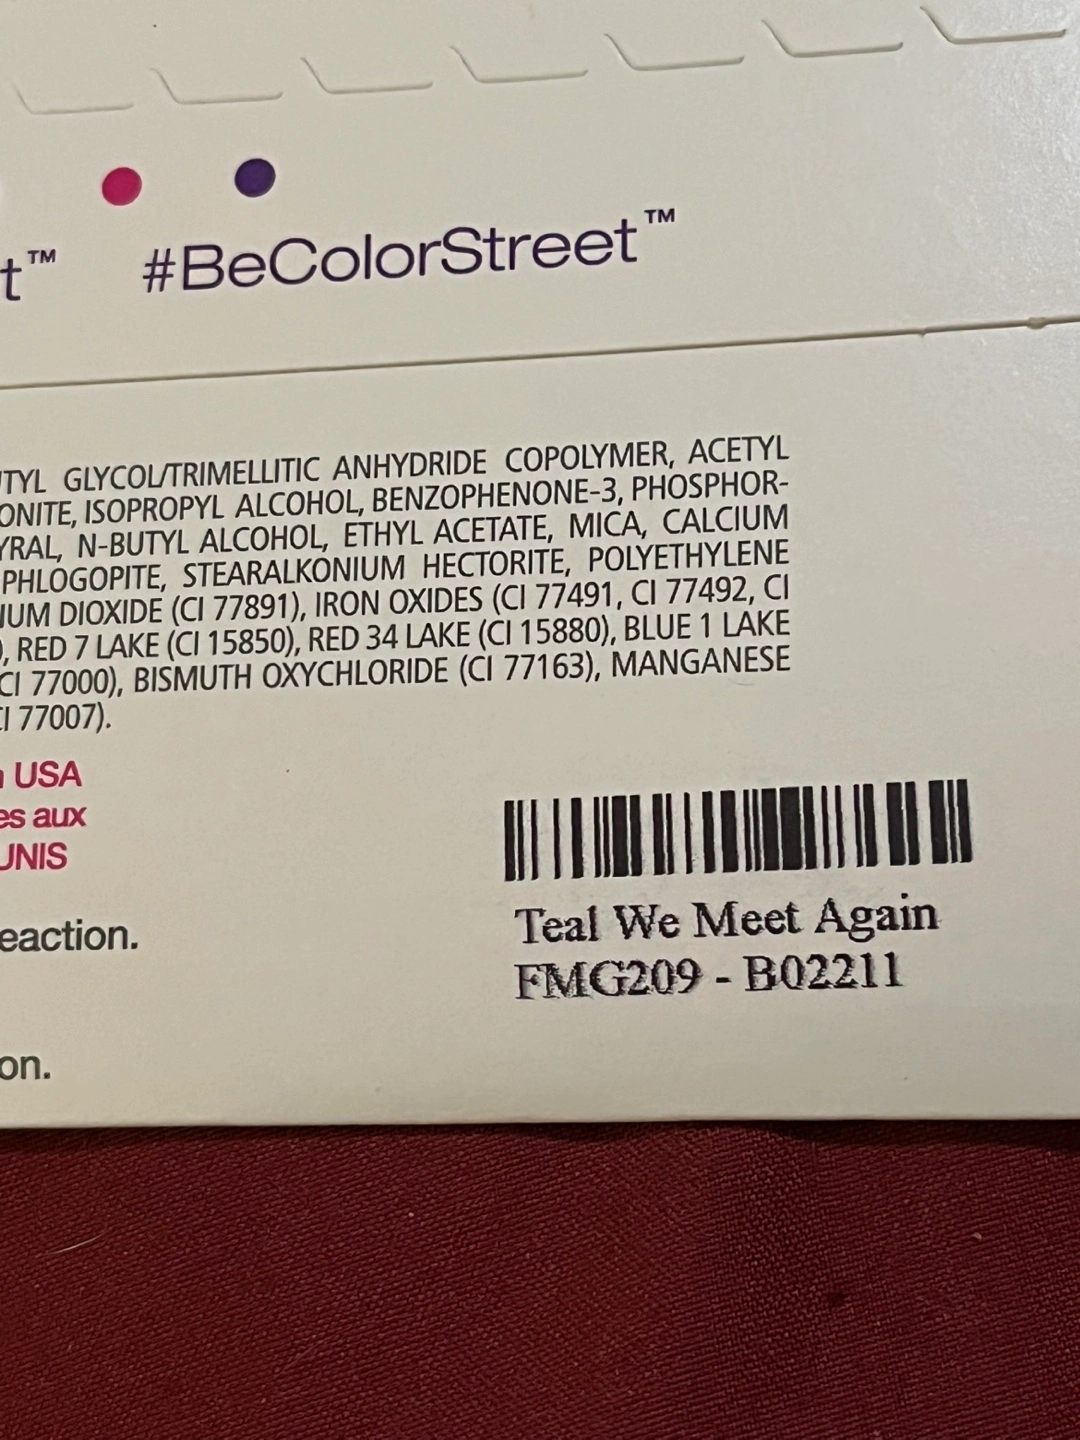 t™ #BeColorStreet™
TYL GLYCOL/TRIMELLITIC ANHYDRIDE COPOLYMER, ACETYL
ONITE, ISOPROPYL ALCOHOL, BENZOPHENONE-3, PHOSPHOR-
YRAL, N-BUTYL ALCOHOL, ETHYL ACETATE, MICA, CALCIUM
PHLOGOPITE, STEARALKONIUM HECTORITE, POLYETHYLENE
IUM DIOXIDE (CI 77891), IRON OXIDES (CI 77491, CI 77492, CI
), RED 7 LAKE (CI 15850), RED 34 LAKE (CI 15880), BLUE 1 LAKE
CI 77000), BISMUTH OXYCHLORIDE (CI 77163), MANGANESE
CI 77007).
USA
es aux
UNIS
eaction.
on.
Teal We Meet Again
FMG209 - B02211